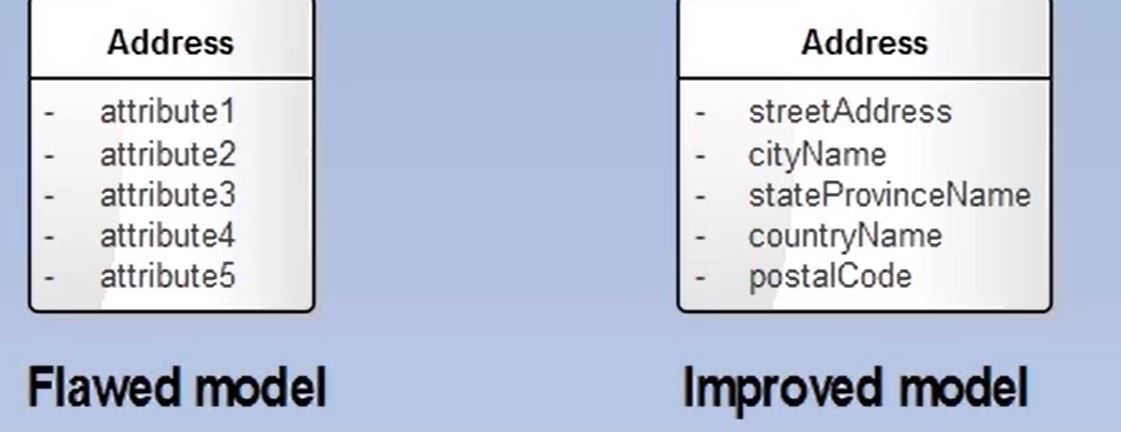 Address
- attribute1
- attribute2
- attribute3
- attribute4
- attribute5
Flawed model
Address
- streetAddress
- cityName
- stateProvinceName
- countryName
- postalCode
Improved model